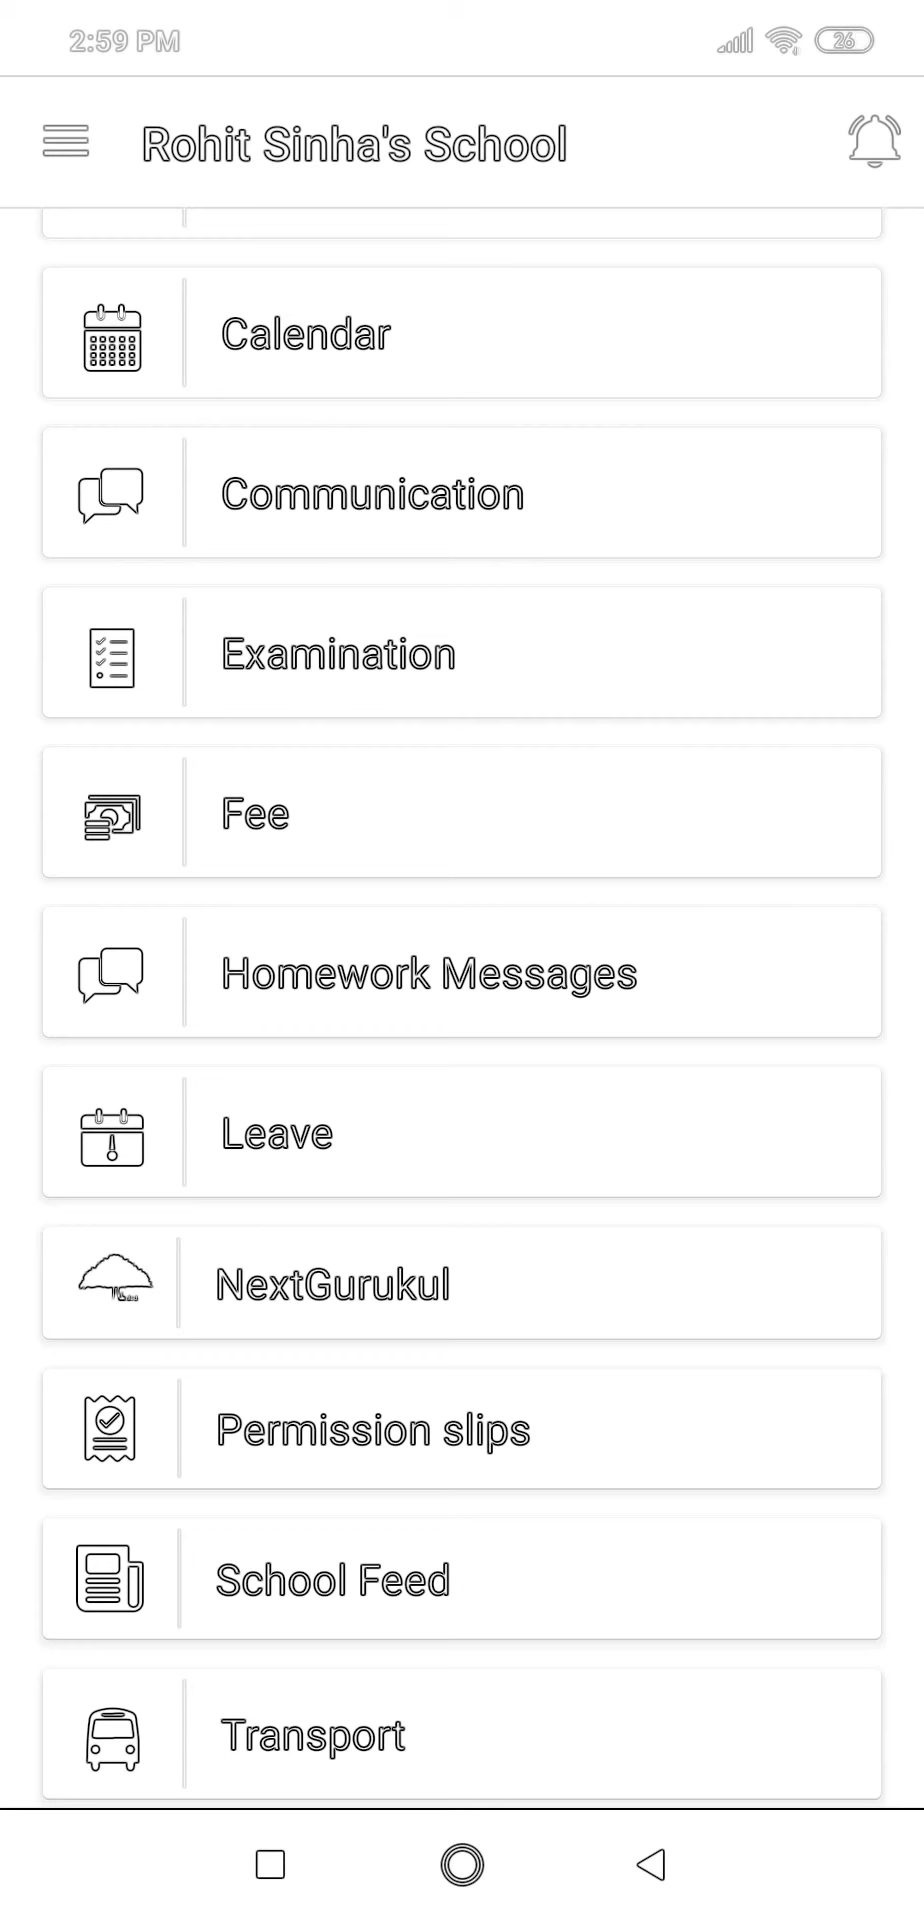 2:59 PM
26
Rohit Sinha's School
Calendar
Communication
Examination
Fee
Homework Messages
Leave
NextGurukul
Permission slips
School Feed
Transport